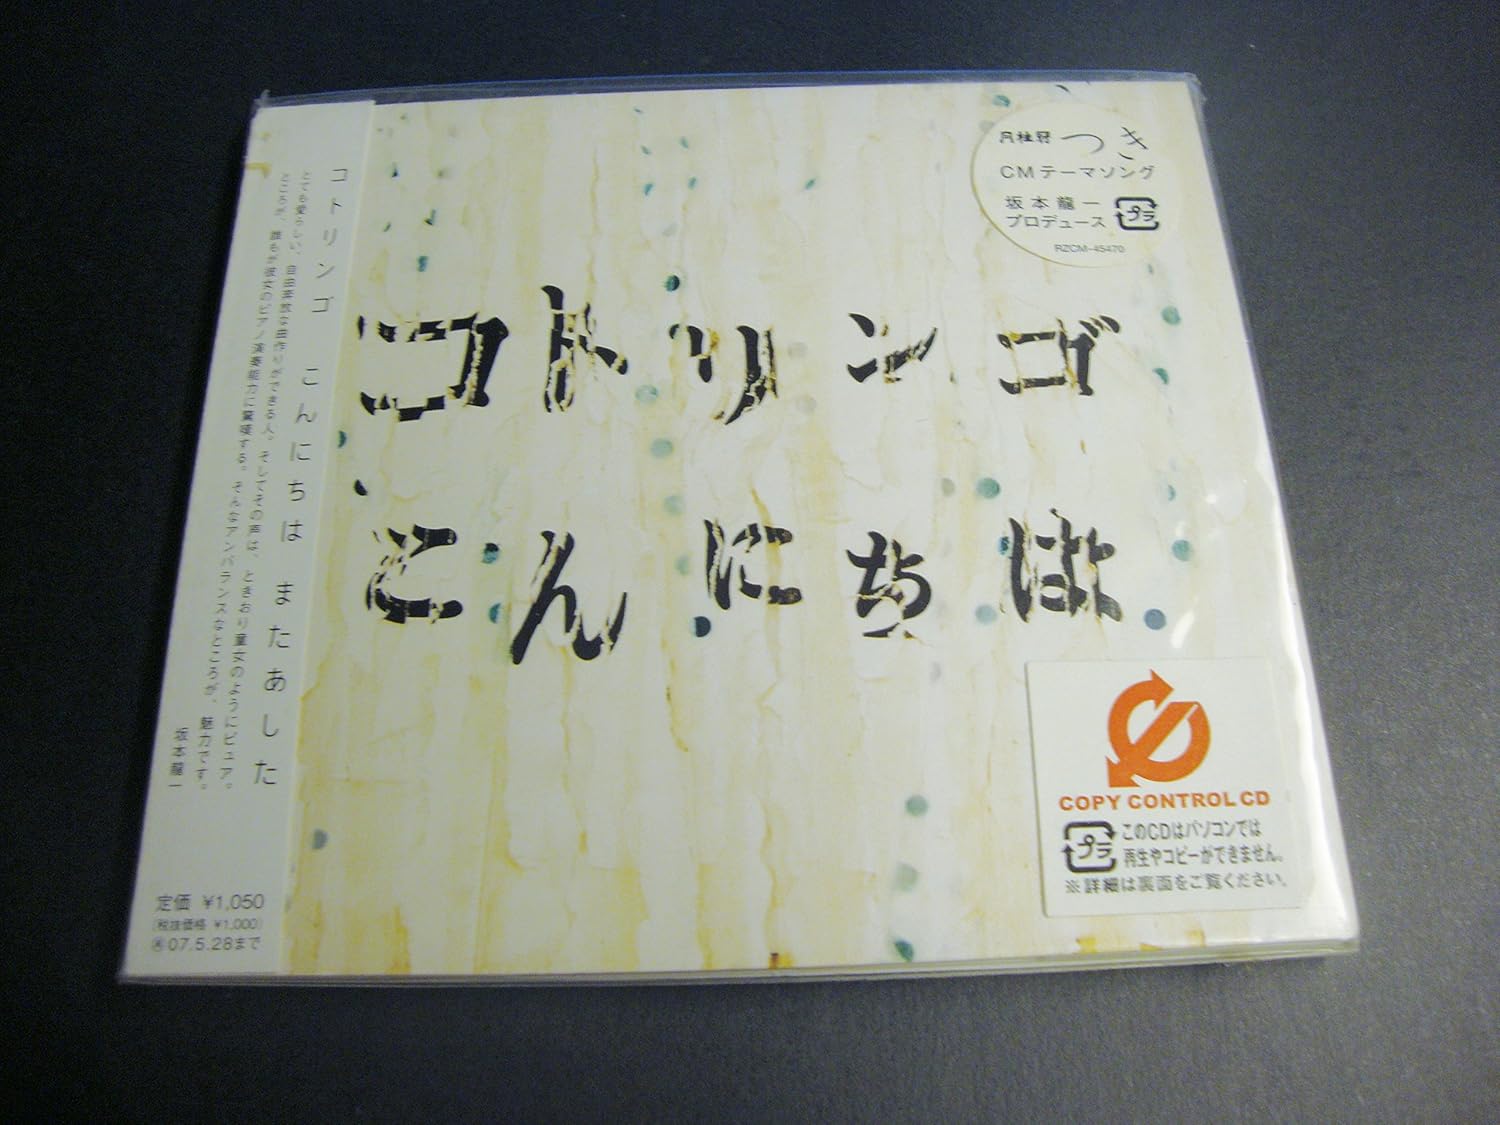 コトリンゴ こんにちは またあした
とても愛らしい、自由奔放な曲作りができる人。そしてその声は、ときおり童女のようにピュア。
ところが、誰もが彼女のピアノ演奏能力に驚嘆する。そんなアンバランスなところが、魅力です。
坂本龍一
定価 ¥1,050
(税抜価格 ¥1,000)
07.5.28まで
コトリンゴ
こんにちは
月桂冠 つき
CMテーマソング
坂本龍一
プロデュース
プラ
RZCM-45470
COPY CONTROL CD
プラ
このCDはパソコンでは
再生やコピーができません。
※詳細は裏面をご覧ください。